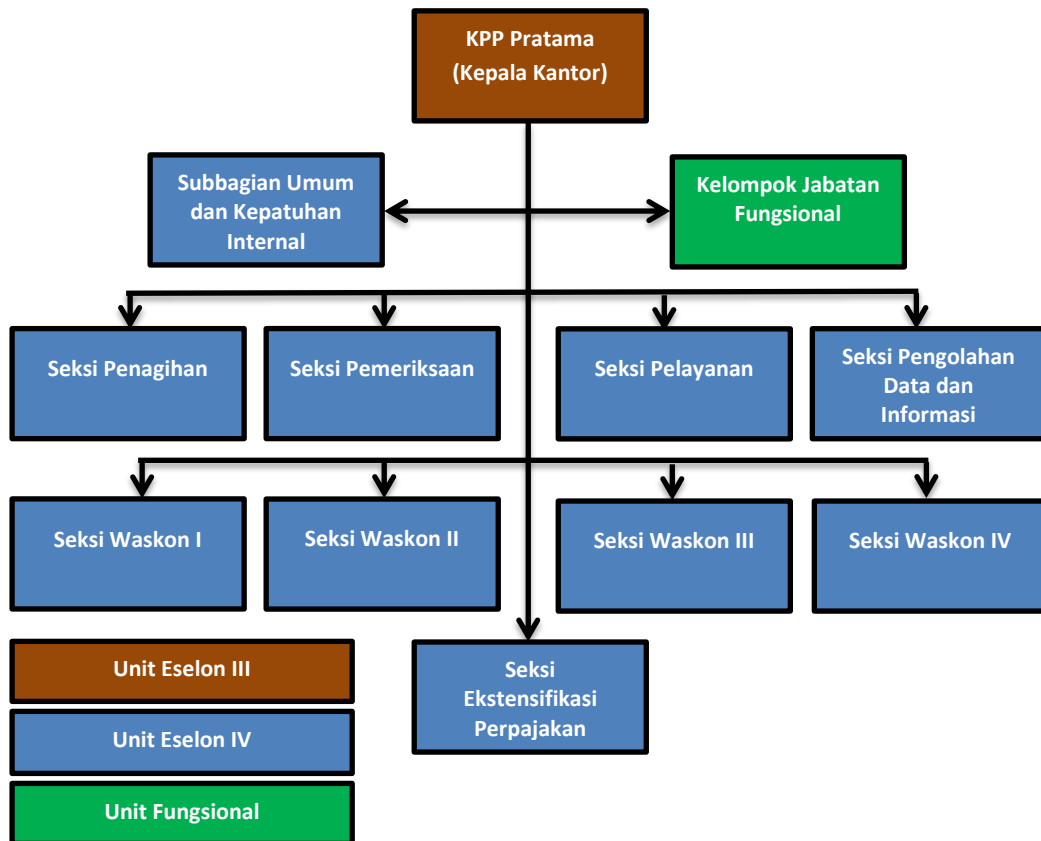 KPP Pratama
(Kepala Kantor)
Subbagian Umum
dan Kepatuhan
Internal
Kelompok Jabatan
Fungsional
Seksi Penagihan
Seksi Pemeriksaan
Seksi Pelayanan
Seksi Pengolahan
Data dan
Informasi
Seksi Waskon I
Seksi Waskon II
Seksi Waskon III
Seksi Waskon IV
Seksi
Ekstensifikasi
Perpajakan
Unit Eselon III
Unit Eselon IV
Unit Fungsional